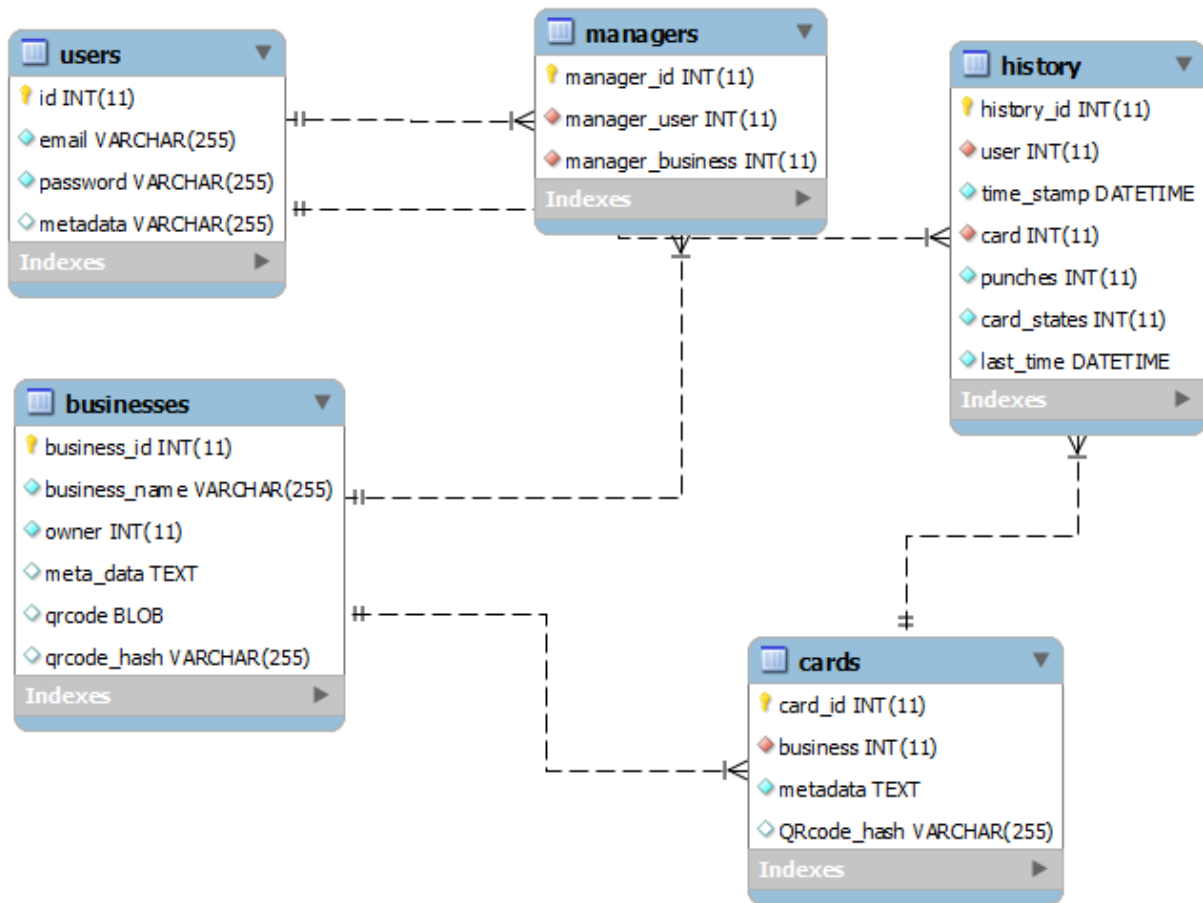 users
id INT(11)
email VARCHAR(255)
password VARCHAR(255)
metadata VARCHAR(255)
Indexes
managers
manager_id INT(11)
manager_user INT(11)
manager_business INT(11)
Indexes
history
history_id INT(11)
user INT(11)
time_stamp DATETIME
card INT(11)
punches INT(11)
card_states INT(11)
last_time DATETIME
Indexes
businesses
business_id INT(11)
business_name VARCHAR(255)
owner INT(11)
meta_data TEXT
qrcode BLOB
qrcode_hash VARCHAR(255)
Indexes
cards
card_id INT(11)
business INT(11)
metadata TEXT
QRcode_hash VARCHAR(255)
Indexes